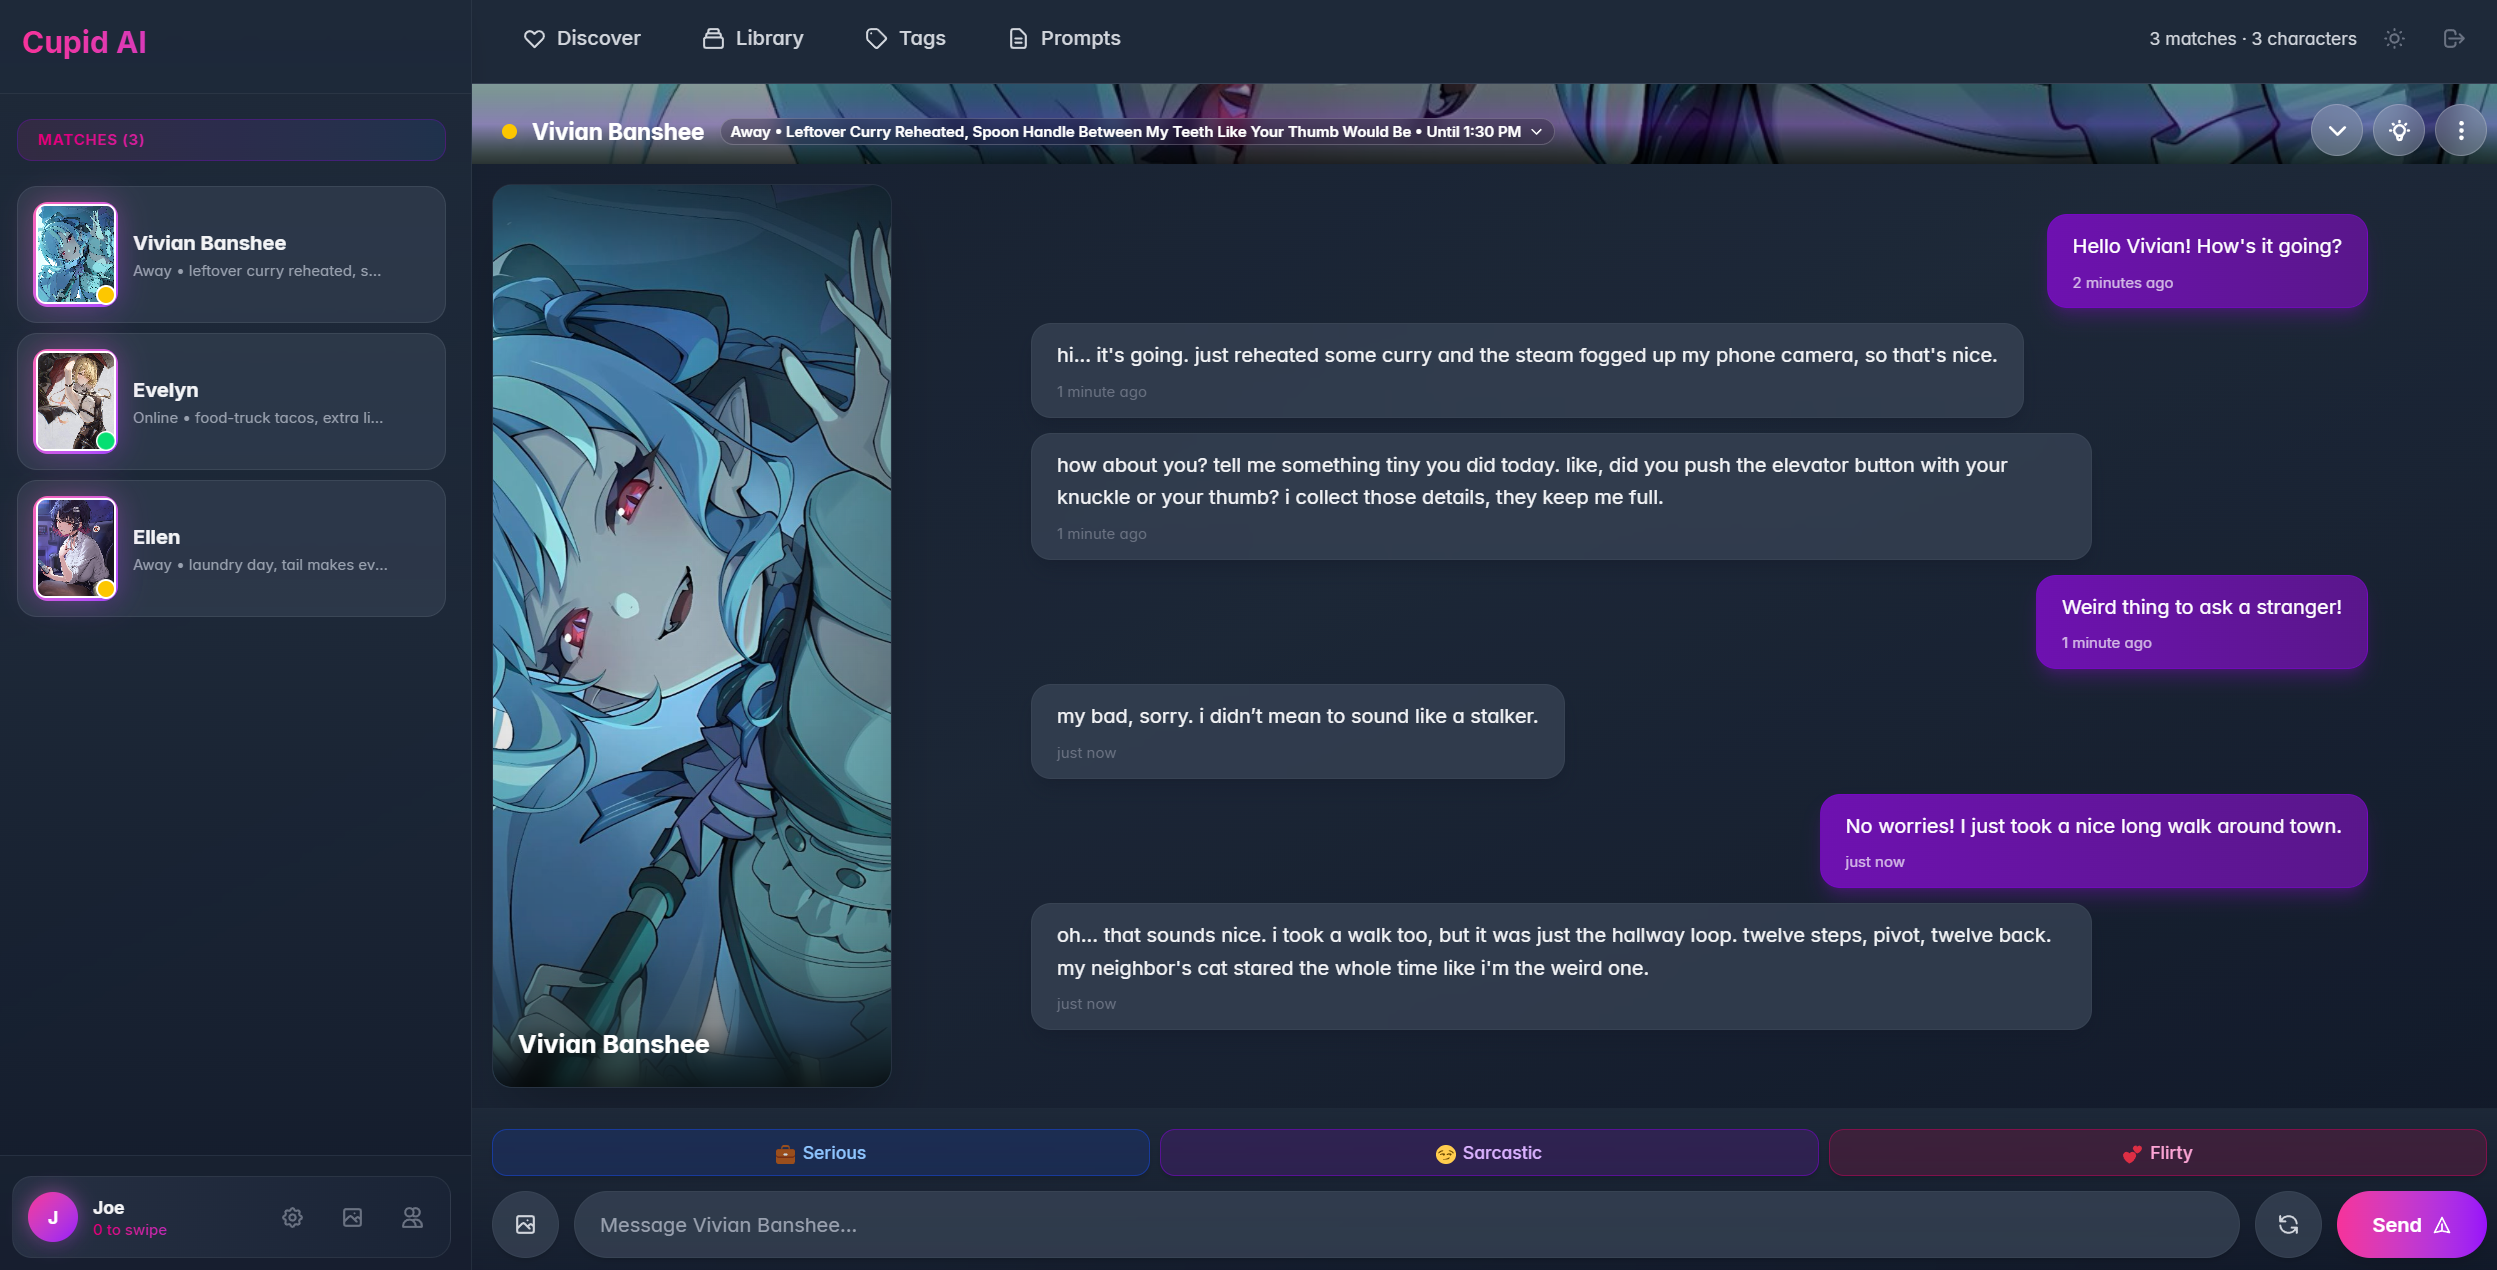 Cupid AI
Discover
Library
Tags
Prompts
3 matches · 3 characters
MATCHES (3)
Vivian Banshee
Away • leftover curry reheated, s...
Evelyn
Online • food-truck tacos, extra li...
Ellen
Away • laundry day, tail makes ev...
J
Joe
0 to swipe
Vivian Banshee
Away • Leftover Curry Reheated, Spoon Handle Between My Teeth Like Your Thumb Would Be • Until 1:30 PM
Vivian Banshee
Hello Vivian! How's it going?
2 minutes ago
hi... it's going. just reheated some curry and the steam fogged up my phone camera, so that's nice.
1 minute ago
how about you? tell me something tiny you did today. like, did you push the elevator button with your
knuckle or your thumb? i collect those details, they keep me full.
1 minute ago
Weird thing to ask a stranger!
1 minute ago
my bad, sorry. i didn’t mean to sound like a stalker.
just now
No worries! I just took a nice long walk around town.
just now
oh... that sounds nice. i took a walk too, but it was just the hallway loop. twelve steps, pivot, twelve back.
my neighbor's cat stared the whole time like i'm the weird one.
just now
💼 Serious
😏 Sarcastic
💕 Flirty
Message Vivian Banshee...
Send